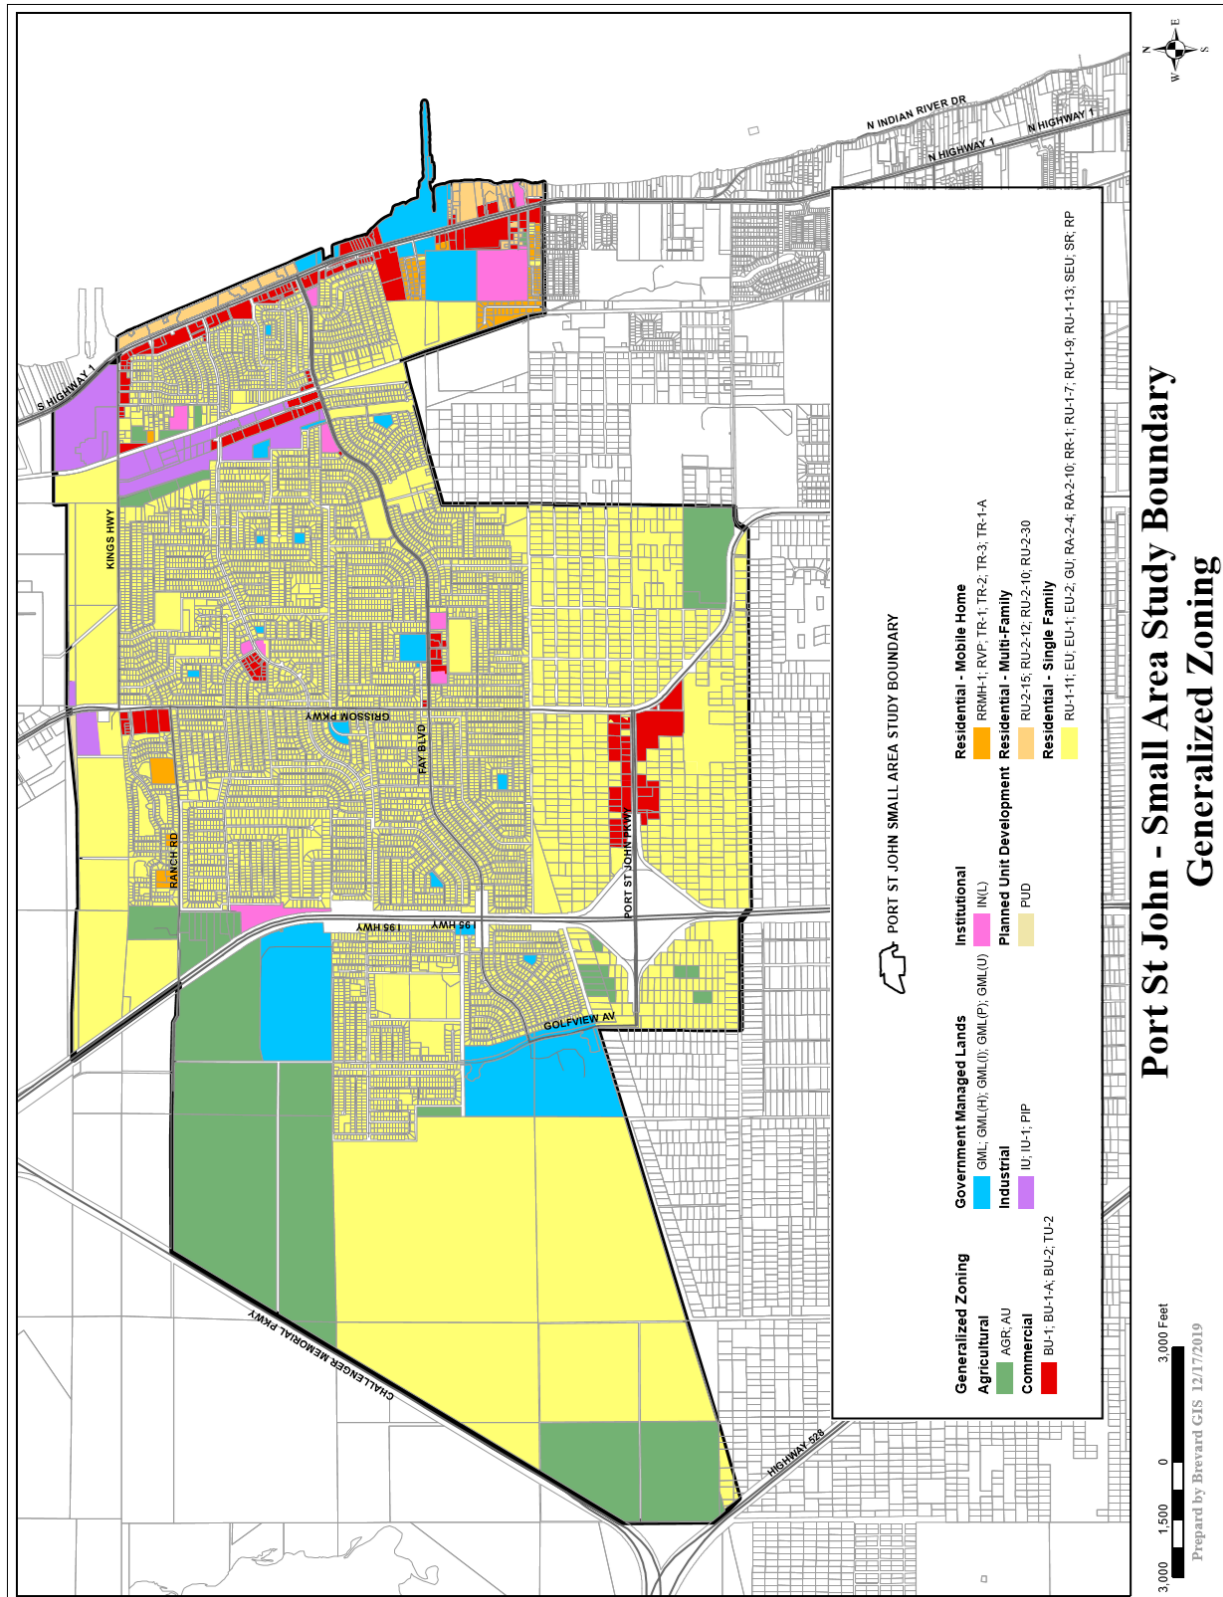 Port St John - Small Area Study Boundary
Generalized Zoning
N
E
S
W
S HIGHWAY 1
KINGS HWY
N INDIAN RIVER DR
N HIGHWAY 1
N HIGHWAY 1
GRISSOM PKWY
FAY BLVD
RANCH RD
I 95 HWY
I 95 HWY
PORT ST JOHN PKWY
GOLFVIEW AV
CHALLENGER MEMORIAL PKWY
HIGHWAY 528
PORT ST JOHN SMALL AREA STUDY BOUNDARY
Generalized Zoning
Agricultural
AGR; AU
Commercial
BU-1; BU-1-A; BU-2; TU-2
Government Managed Lands
GML; GML(H); GML(I); GML(P); GML(U)
Industrial
IU; IU-1; PIP
Institutional
IN(L)
Planned Unit Development
PUD
Residential - Mobile Home
RRMH-1; RVP; TR-1; TR-2; TR-3; TR-1-A
Residential - Multi-Family
RU-2-15; RU-2-12; RU-2-10; RU-2-30
Residential - Single Family
RU-1-11; EU; EU-1; EU-2; GU; RA-2-4; RA-2-10; RR-1; RU-1-7; RU-1-9; RU-1-13; SEU; SR; RP
3,000 1,500 0 3,000 Feet
Prepard by Brevard GIS 12/17/2019